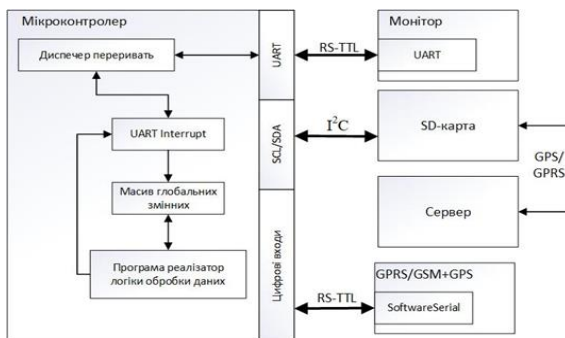 Мікроконтролер
Диспечер переривать
UART Interrupt
Масив глобальних
змінних
Програма реалізатор
логіки обробки даних
UART
SCL/SDA
Цифрові входи
RS-TTL
I²C
RS-TTL
Монітор
UART
SD-карта
GPS/
GPRS
Сервер
GPRS/GSM+GPS
SoftwareSerial